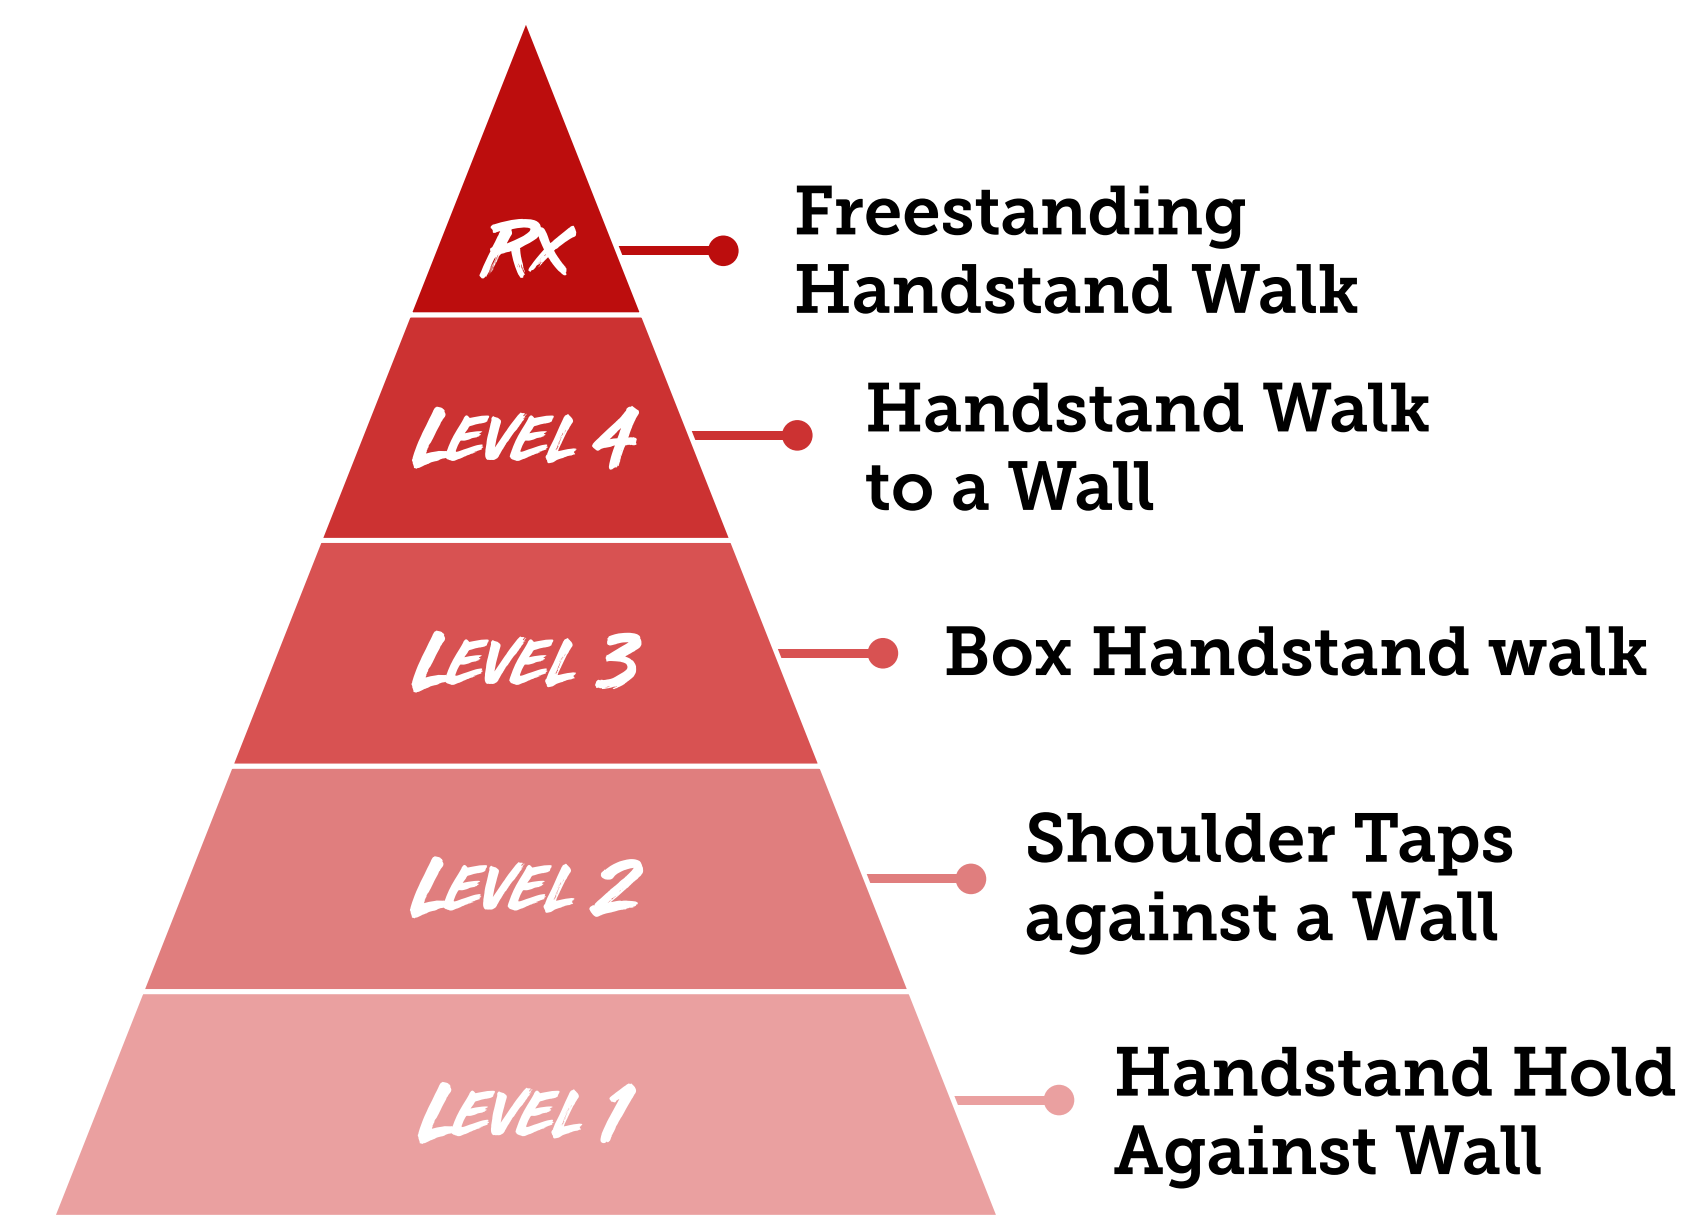 Rx
Freestanding
Handstand Walk
Level 4
Handstand Walk
to a Wall
Level 3
Box Handstand walk
Level 2
Shoulder Taps
against a Wall
Level 1
Handstand Hold
Against Wall